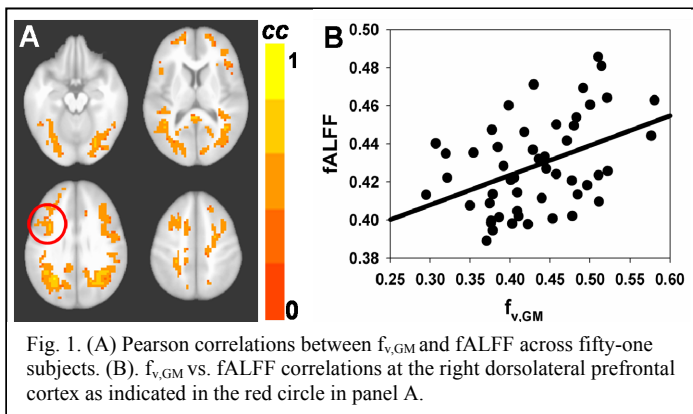 A
cc
1
0
B
fALFF
0.50
0.48
0.46
0.44
0.42
0.40
0.38
0.25 0.30 0.35 0.40 0.45 0.50 0.55 0.60
fv,GM
Fig. 1. (A) Pearson correlations between fv,GM and fALFF across fifty-one
subjects. (B). fv,GM vs. fALFF correlations at the right dorsolateral prefrontal
cortex as indicated in the red circle in panel A.